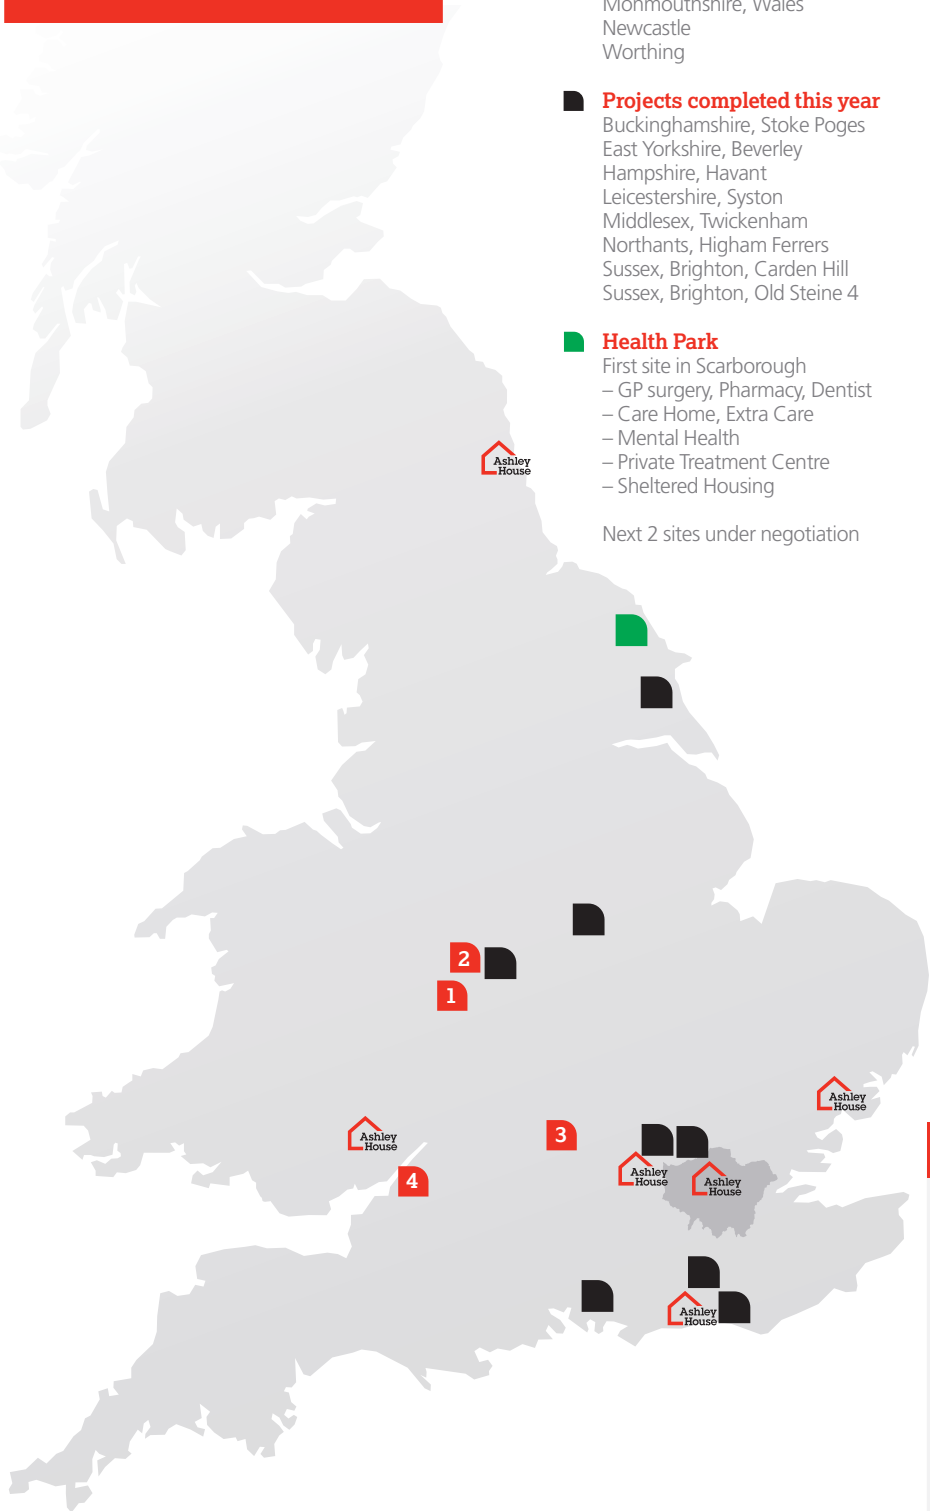 Monmouthshire, Wales
Newcastle
Worthing
Projects completed this year
Buckinghamshire, Stoke Poges
East Yorkshire, Beverley
Hampshire, Havant
Leicestershire, Syston
Middlesex, Twickenham
Northants, Higham Ferrers
Sussex, Brighton, Carden Hill
Sussex, Brighton, Old Steine 4
Health Park
First site in Scarborough
– GP surgery, Pharmacy, Dentist
– Care Home, Extra Care
– Mental Health
– Private Treatment Centre
– Sheltered Housing
Next 2 sites under negotiation
Ashley
House
2
1
Ashley
House
Ashley
House
3
4
Ashley
House
Ashley
House
Ashley
House